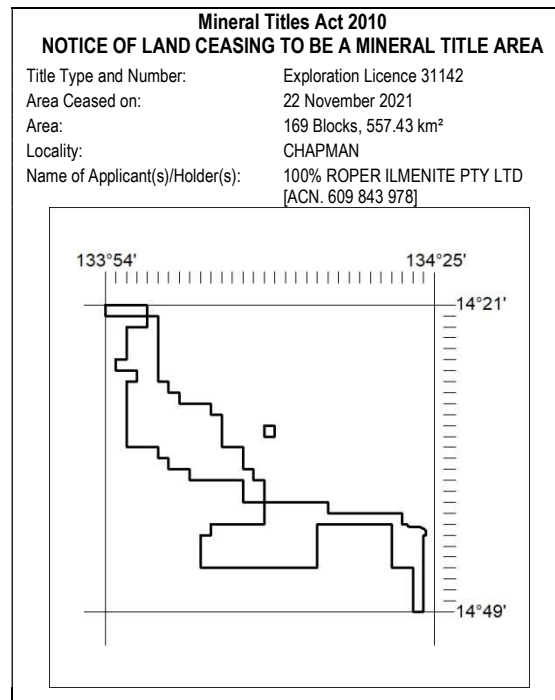 Mineral Titles Act 2010
NOTICE OF LAND CEASING TO BE A MINERAL TITLE AREA
Title Type and Number: Exploration Licence 31142
Area Ceased on: 22 November 2021
Area: 169 Blocks, 557.43 km²
Locality: CHAPMAN
Name of Applicant(s)/Holder(s): 100% ROPER ILMENITE PTY LTD
[ACN. 609 843 978]
133°54' 134°25'
14°21'
14°49'